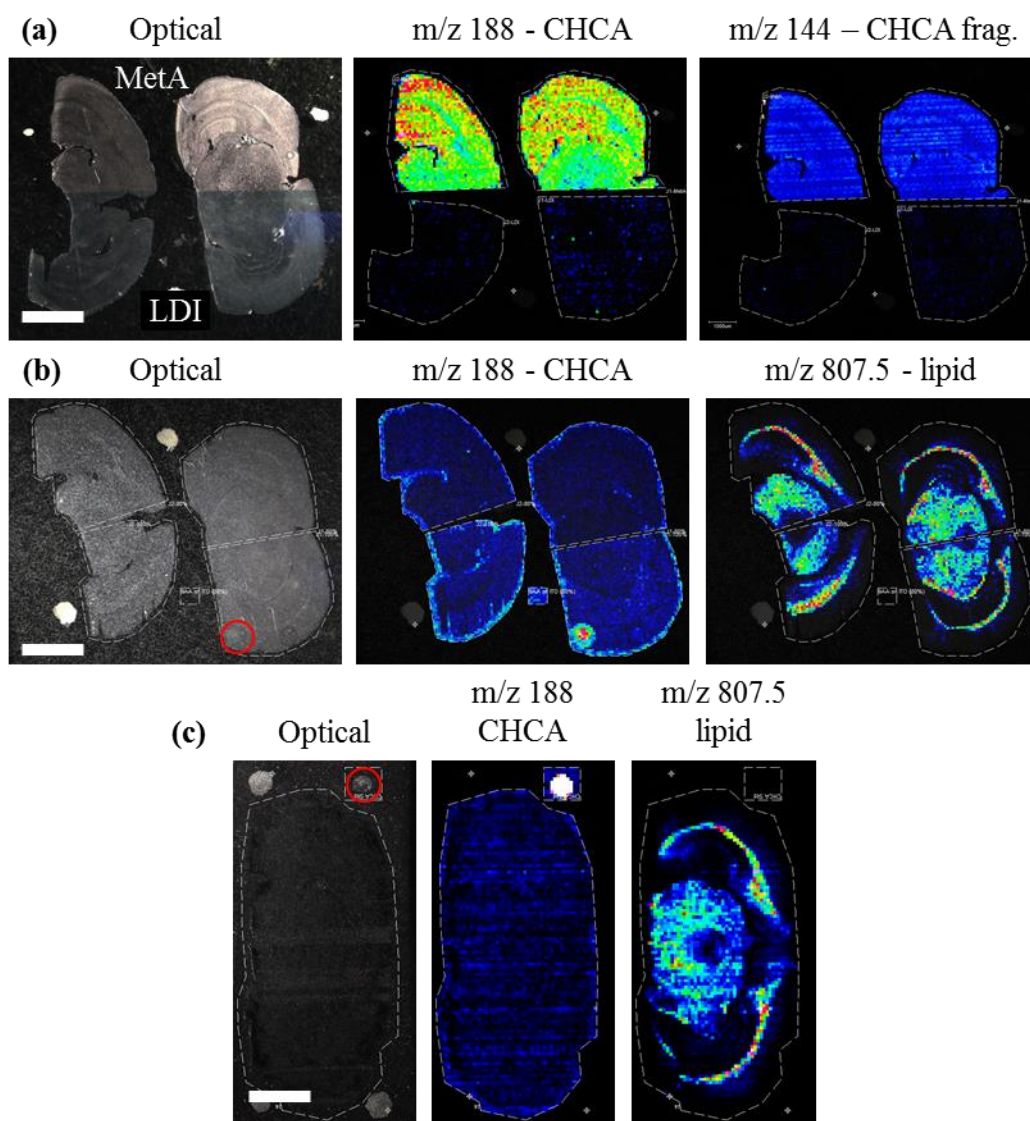 (a) Optical m/z 188 - CHCA m/z 144 – CHCA frag.
MetA
LDI
1000um
(b) Optical m/z 188 - CHCA m/z 807.5 - lipid
m/z 188 m/z 807.5
(c) Optical CHCA lipid